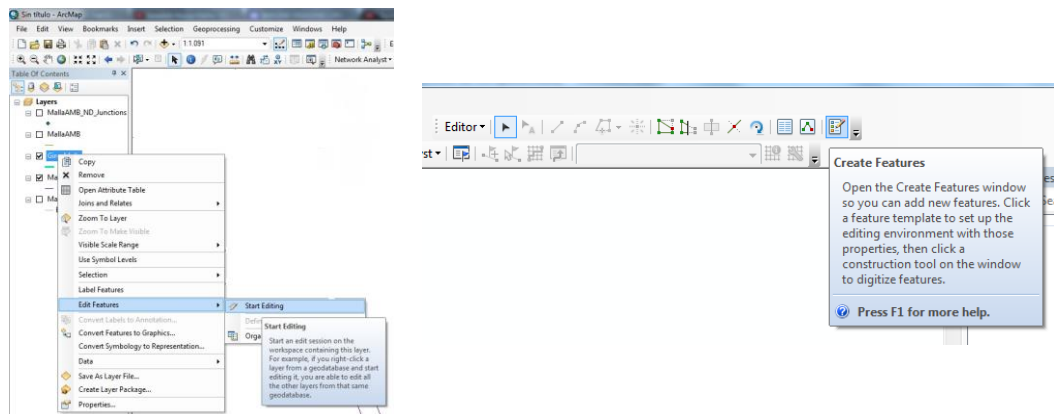 Sin título - ArcMap
File Edit View Bookmarks Insert Selection Geoprocessing Customize Windows Help
1:1.091
Network Analyst
Table Of Contents
Layers
MallaAMB_ND_Junctions
MallaAMB
Ma
Ma
Copy
Remove
Open Attribute Table
Joins and Relates
Zoom To Layer
Zoom To Make Visible
Visible Scale Range
Use Symbol Levels
Selection
Label Features
Edit Features
Convert Labels to Annotation...
Convert Features to Graphics...
Convert Symbology to Representation...
Data
Save As Layer File...
Create Layer Package...
Properties...
Start Editing
Defin
Orga
Start Editing
Start an edit session on the
workspace containing this layer.
For example, if you right-click a
layer from a geodatabase and start
editing it, you are able to edit all
the other layers from that same
geodatabase.
Editor
st
Create Features
Open the Create Features window
so you can add new features. Click
a feature template to set up the
editing environment with those
properties, then click a
construction tool on the window
to digitize features.
Press F1 for more help.
es